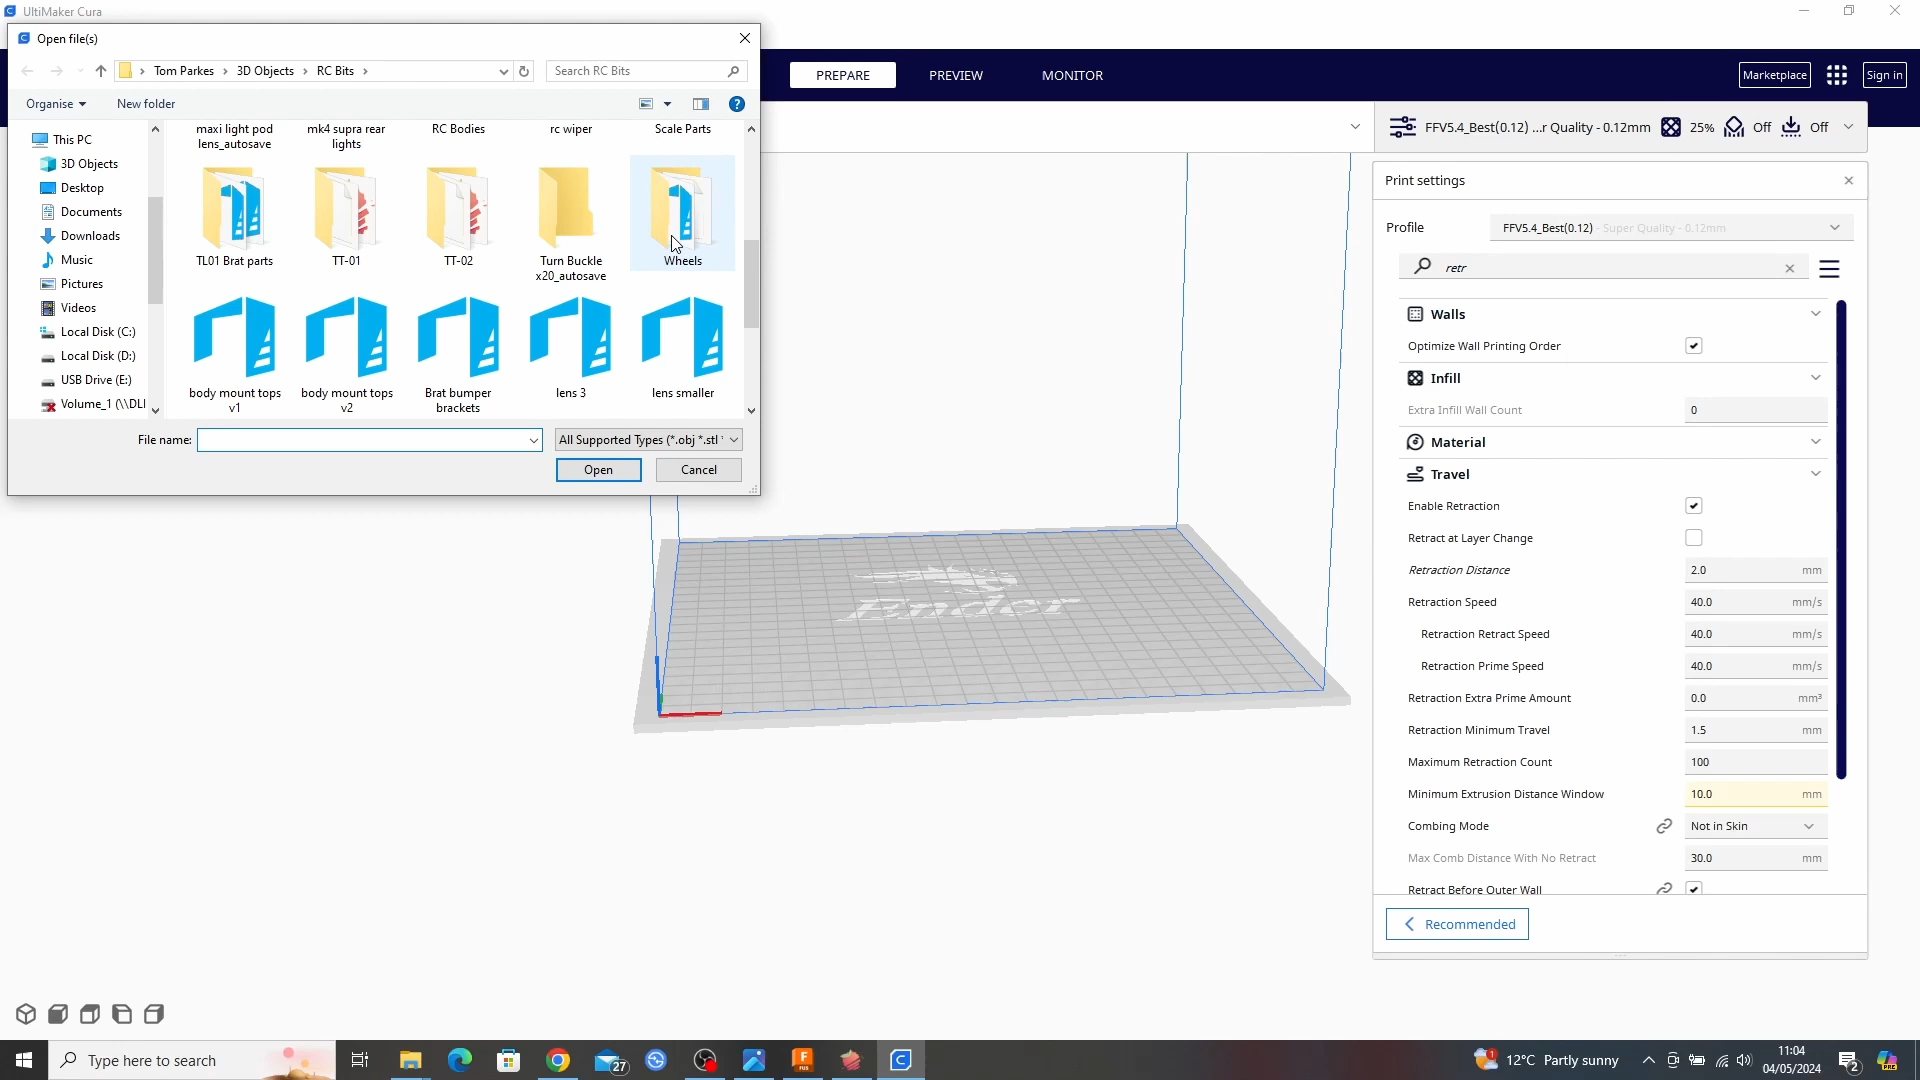 UltiMaker Cura
Open file(s)
Tom Parkes
3D Objects
RC Bits
Search RC Bits
Organise
New folder
?
This PC
3D Objects
Desktop
Documents
Downloads
Music
Pictures
Videos
Local Disk (C:)
Local Disk (D:)
USB Drive (E:)
Volume_1 (\\DLI
maxi light pod
lens_autosave
mk4 supra rear
lights
RC Bodies
rc wiper
Scale Parts
TL01 Brat parts
TT-01
TT-02
Turn Buckle
x20_autosave
Wheels
body mount tops
v1
body mount tops
v2
Brat bumper
brackets
lens 3
lens smaller
File name:
All Supported Types (*.obj *.stl *
Open
Cancel
PREPARE
PREVIEW
MONITOR
Marketplace
Sign in
FFV5.4_Best(0.12) ...r Quality - 0.12mm
25%
Off
Off
Print settings
Profile
FFV5.4_Best(0.12) - Super Quality - 0.12mm
retr
Walls
Optimize Wall Printing Order
Infill
Extra Infill Wall Count
0
Material
Travel
Enable Retraction
Retract at Layer Change
Retraction Distance
2.0 mm
Retraction Speed
40.0 mm/s
Retraction Retract Speed
40.0 mm/s
Retraction Prime Speed
40.0 mm/s
Retraction Extra Prime Amount
0.0 mm³
Retraction Minimum Travel
1.5 mm
Maximum Retraction Count
100
Minimum Extrusion Distance Window
10.0 mm
Combing Mode
Not in Skin
Max Comb Distance With No Retract
30.0 mm
Retract Before Outer Wall
Recommended
Ender
Type here to search
27
F
FUS
1
12°C Partly sunny
11:04
04/05/2024
2
PRE